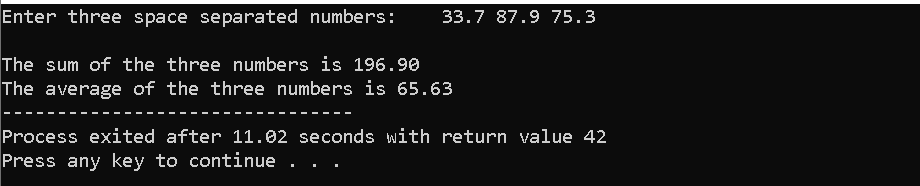 Enter three space separated numbers:    33.7 87.9 75.3

The sum of the three numbers is 196.90
The average of the three numbers is 65.63
--------------------------------
Process exited after 11.02 seconds with return value 42
Press any key to continue . . .